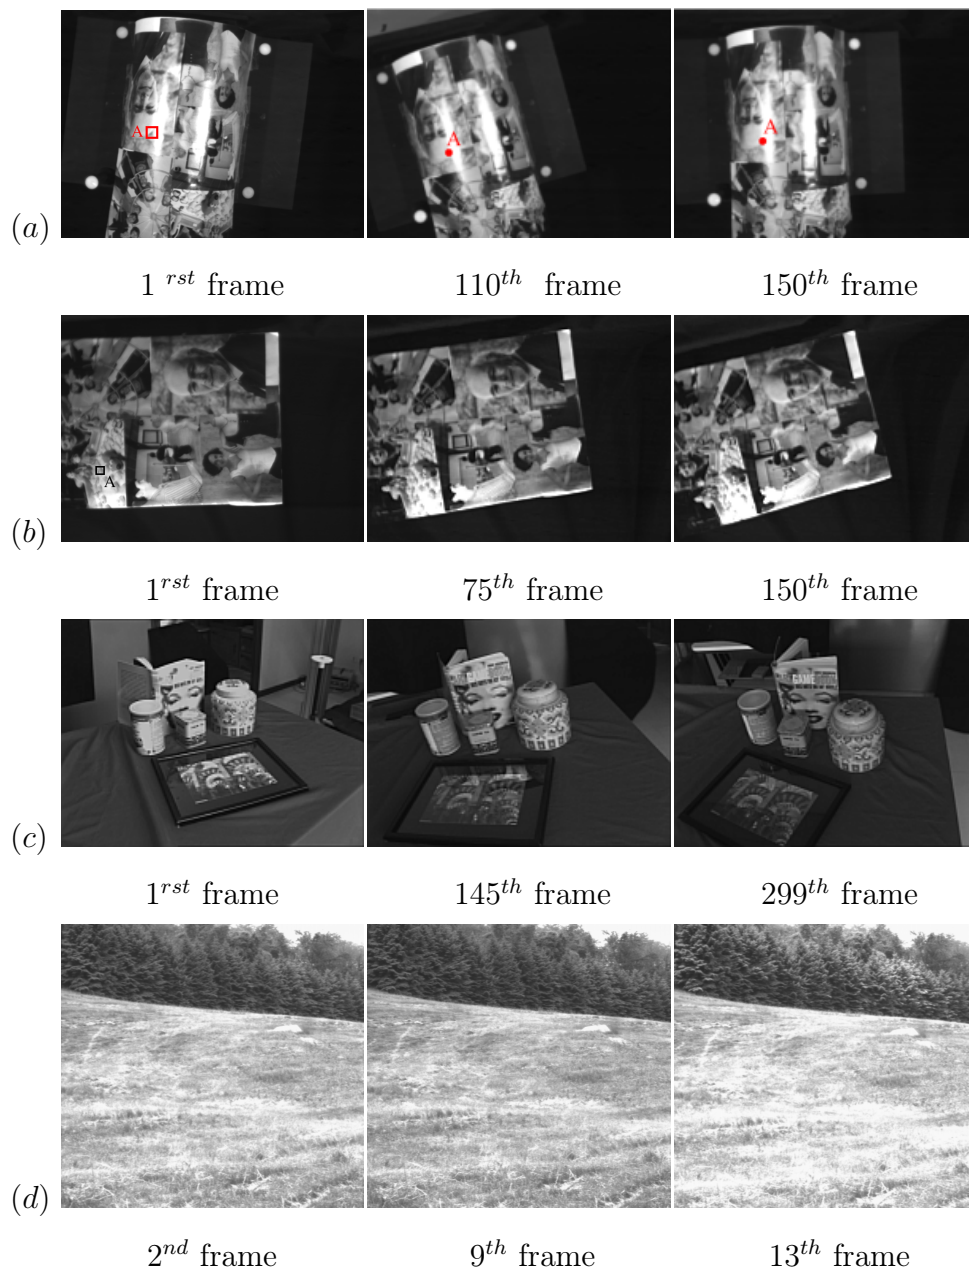 A
A
A
(a)
1 rst frame 110th frame 150th frame
A
(b)
1rst frame 75th frame 150th frame
GAME
(c)
1rst frame 145th frame 299th frame
(d)
2nd frame 9th frame 13th frame